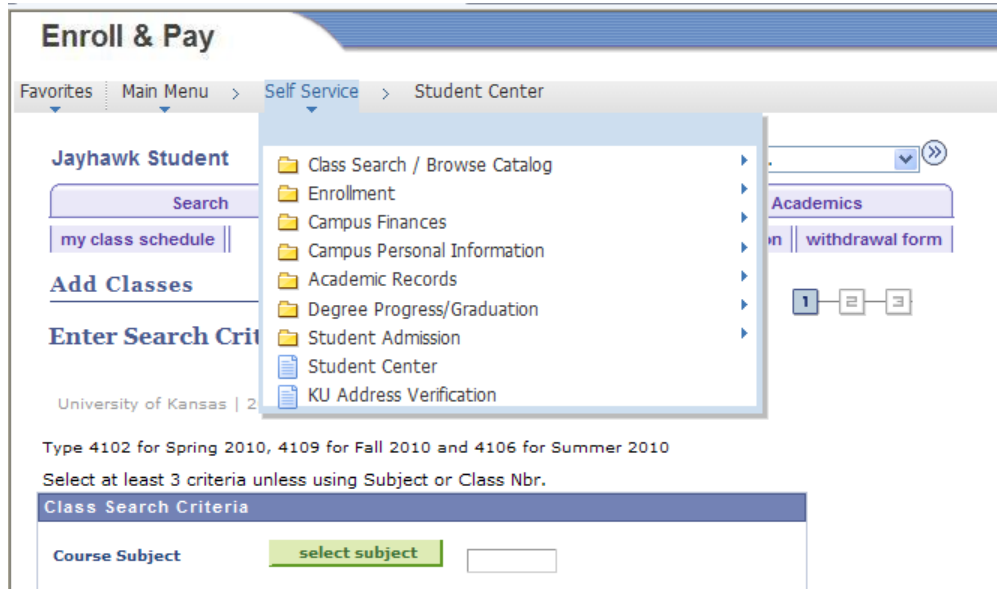 Enroll & Pay
Favorites Main Menu > Self Service > Student Center
Jayhawk Student
Class Search / Browse Catalog
Enrollment
Campus Finances
Campus Personal Information
Academic Records
Degree Progress/Graduation
Student Admission
Student Center
KU Address Verification
Search Academics
my class schedule withdrawal form
Add Classes 1 2 3
Enter Search
University of Kansas |
Type 4102 for Spring 2010, 4109 for Fall 2010 and 4106 for Summer 2010
Select at least 3 criteria unless using Subject or Class Nbr.
Class Search Criteria
Course Subject select subject